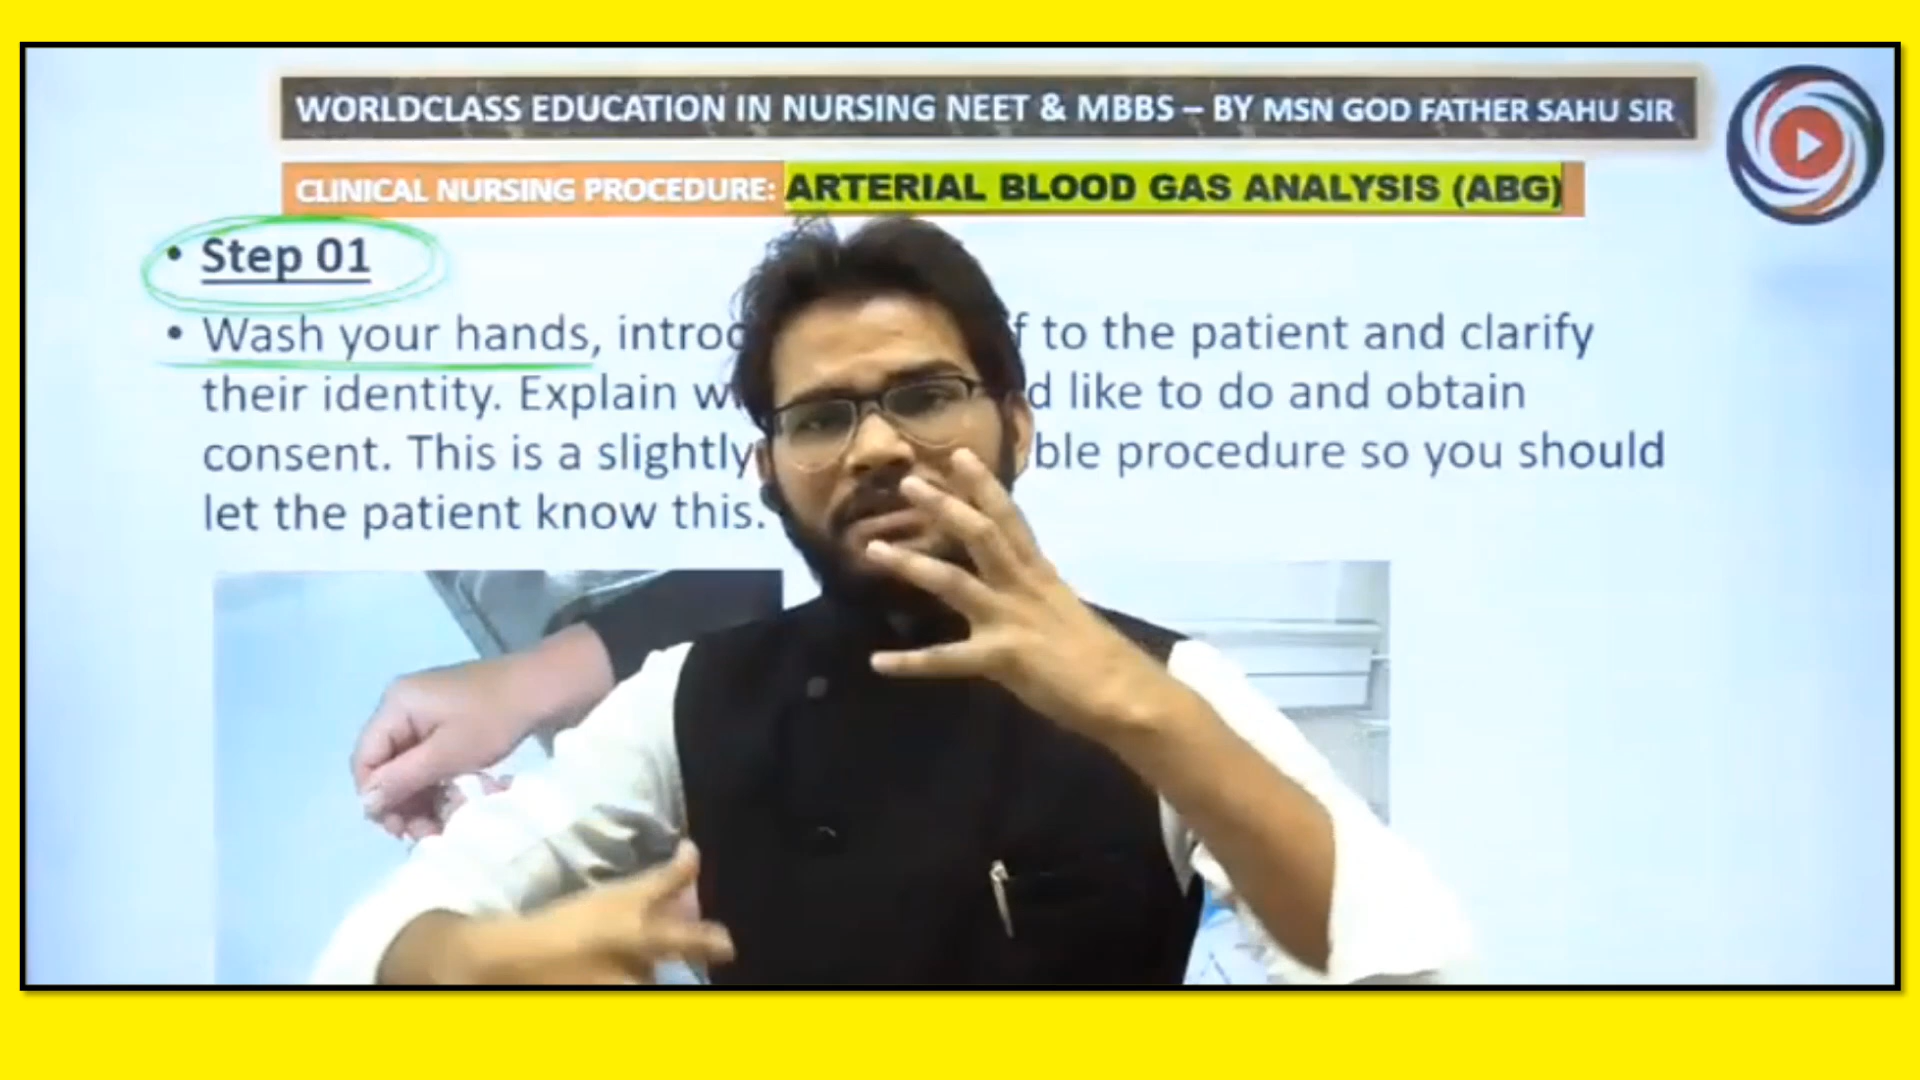 WORLDCLASS EDUCATION IN NURSING NEET & MBBS – BY MSN GOD FATHER SAHU SIR
CLINICAL NURSING PROCEDURE: ARTERIAL BLOOD GAS ANALYSIS (ABG)
• Step 01
• Wash your hands, to the patient and clarify
their identity. Explain like to do and obtain
consent. This is a slightly procedure so you should
let the patient know this.